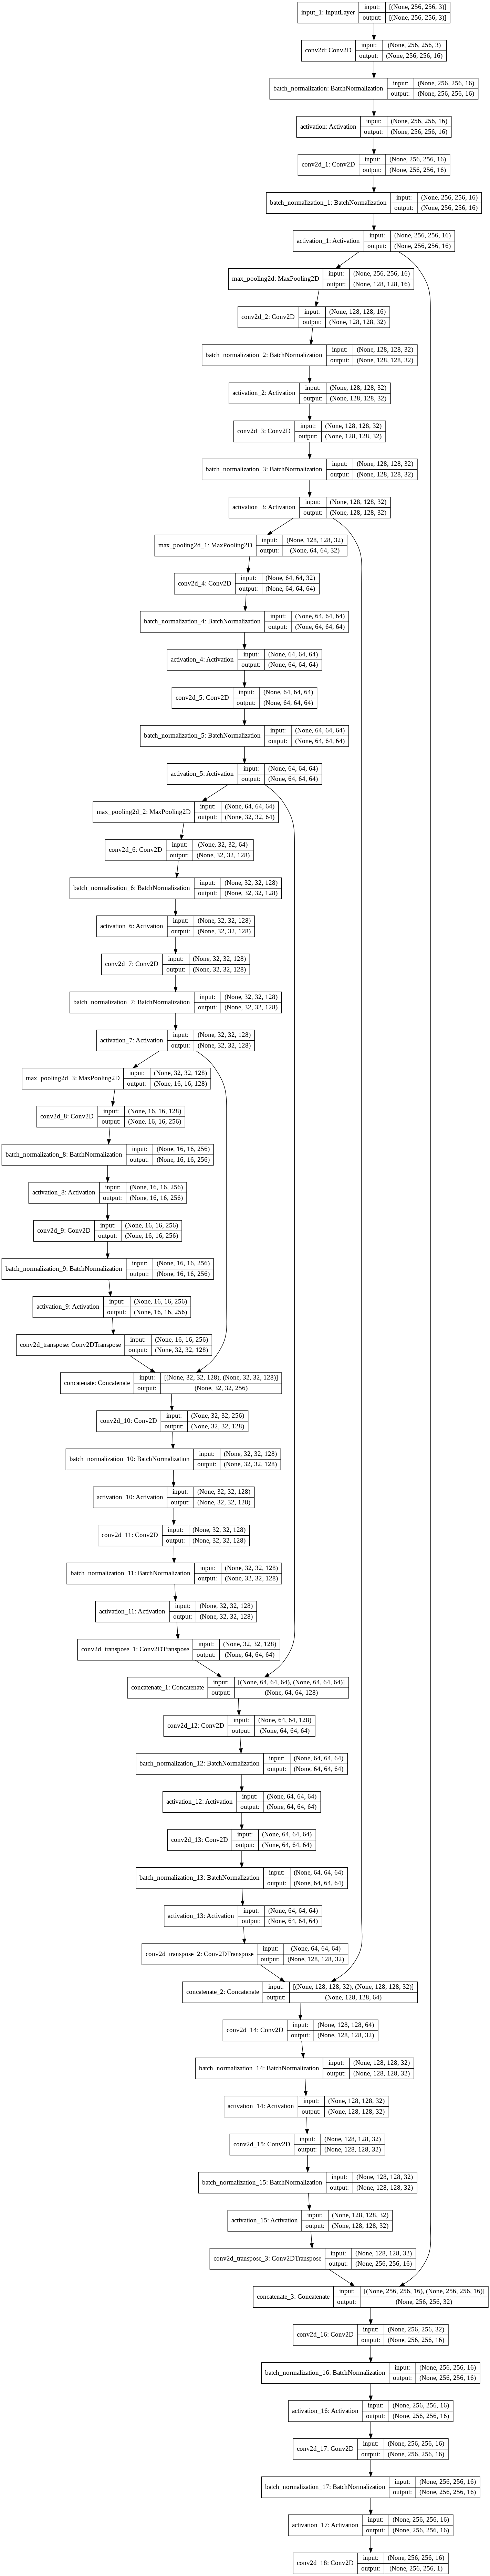 input_1: InputLayer input: [(None, 256, 256, 3)]
output: [(None, 256, 256, 3)]
conv2d: Conv2D input: (None, 256, 256, 3)
output: (None, 256, 256, 16)
batch_normalization: BatchNormalization input: (None, 256, 256, 16)
output: (None, 256, 256, 16)
activation: Activation input: (None, 256, 256, 16)
output: (None, 256, 256, 16)
conv2d_1: Conv2D input: (None, 256, 256, 16)
output: (None, 256, 256, 16)
batch_normalization_1: BatchNormalization input: (None, 256, 256, 16)
output: (None, 256, 256, 16)
activation_1: Activation input: (None, 256, 256, 16)
output: (None, 256, 256, 16)
max_pooling2d: MaxPooling2D input: (None, 256, 256, 16)
output: (None, 128, 128, 16)
conv2d_2: Conv2D input: (None, 128, 128, 16)
output: (None, 128, 128, 32)
batch_normalization_2: BatchNormalization input: (None, 128, 128, 32)
output: (None, 128, 128, 32)
activation_2: Activation input: (None, 128, 128, 32)
output: (None, 128, 128, 32)
conv2d_3: Conv2D input: (None, 128, 128, 32)
output: (None, 128, 128, 32)
batch_normalization_3: BatchNormalization input: (None, 128, 128, 32)
output: (None, 128, 128, 32)
activation_3: Activation input: (None, 128, 128, 32)
output: (None, 128, 128, 32)
max_pooling2d_1: MaxPooling2D input: (None, 128, 128, 32)
output: (None, 64, 64, 32)
conv2d_4: Conv2D input: (None, 64, 64, 32)
output: (None, 64, 64, 64)
batch_normalization_4: BatchNormalization input: (None, 64, 64, 64)
output: (None, 64, 64, 64)
activation_4: Activation input: (None, 64, 64, 64)
output: (None, 64, 64, 64)
conv2d_5: Conv2D input: (None, 64, 64, 64)
output: (None, 64, 64, 64)
batch_normalization_5: BatchNormalization input: (None, 64, 64, 64)
output: (None, 64, 64, 64)
activation_5: Activation input: (None, 64, 64, 64)
output: (None, 64, 64, 64)
max_pooling2d_2: MaxPooling2D input: (None, 64, 64, 64)
output: (None, 32, 32, 64)
conv2d_6: Conv2D input: (None, 32, 32, 64)
output: (None, 32, 32, 128)
batch_normalization_6: BatchNormalization input: (None, 32, 32, 128)
output: (None, 32, 32, 128)
activation_6: Activation input: (None, 32, 32, 128)
output: (None, 32, 32, 128)
conv2d_7: Conv2D input: (None, 32, 32, 128)
output: (None, 32, 32, 128)
batch_normalization_7: BatchNormalization input: (None, 32, 32, 128)
output: (None, 32, 32, 128)
activation_7: Activation input: (None, 32, 32, 128)
output: (None, 32, 32, 128)
max_pooling2d_3: MaxPooling2D input: (None, 32, 32, 128)
output: (None, 16, 16, 128)
conv2d_8: Conv2D input: (None, 16, 16, 128)
output: (None, 16, 16, 256)
batch_normalization_8: BatchNormalization input: (None, 16, 16, 256)
output: (None, 16, 16, 256)
activation_8: Activation input: (None, 16, 16, 256)
output: (None, 16, 16, 256)
conv2d_9: Conv2D input: (None, 16, 16, 256)
output: (None, 16, 16, 256)
batch_normalization_9: BatchNormalization input: (None, 16, 16, 256)
output: (None, 16, 16, 256)
activation_9: Activation input: (None, 16, 16, 256)
output: (None, 16, 16, 256)
conv2d_transpose: Conv2DTranspose input: (None, 16, 16, 256)
output: (None, 32, 32, 128)
concatenate: Concatenate input: [(None, 32, 32, 128), (None, 32, 32, 128)]
output: (None, 32, 32, 256)
conv2d_10: Conv2D input: (None, 32, 32, 256)
output: (None, 32, 32, 128)
batch_normalization_10: BatchNormalization input: (None, 32, 32, 128)
output: (None, 32, 32, 128)
activation_10: Activation input: (None, 32, 32, 128)
output: (None, 32, 32, 128)
conv2d_11: Conv2D input: (None, 32, 32, 128)
output: (None, 32, 32, 128)
batch_normalization_11: BatchNormalization input: (None, 32, 32, 128)
output: (None, 32, 32, 128)
activation_11: Activation input: (None, 32, 32, 128)
output: (None, 32, 32, 128)
conv2d_transpose_1: Conv2DTranspose input: (None, 32, 32, 128)
output: (None, 64, 64, 64)
concatenate_1: Concatenate input: [(None, 64, 64, 64), (None, 64, 64, 64)]
output: (None, 64, 64, 128)
conv2d_12: Conv2D input: (None, 64, 64, 128)
output: (None, 64, 64, 64)
batch_normalization_12: BatchNormalization input: (None, 64, 64, 64)
output: (None, 64, 64, 64)
activation_12: Activation input: (None, 64, 64, 64)
output: (None, 64, 64, 64)
conv2d_13: Conv2D input: (None, 64, 64, 64)
output: (None, 64, 64, 64)
batch_normalization_13: BatchNormalization input: (None, 64, 64, 64)
output: (None, 64, 64, 64)
activation_13: Activation input: (None, 64, 64, 64)
output: (None, 64, 64, 64)
conv2d_transpose_2: Conv2DTranspose input: (None, 64, 64, 64)
output: (None, 128, 128, 32)
concatenate_2: Concatenate input: [(None, 128, 128, 32), (None, 128, 128, 32)]
output: (None, 128, 128, 64)
conv2d_14: Conv2D input: (None, 128, 128, 64)
output: (None, 128, 128, 32)
batch_normalization_14: BatchNormalization input: (None, 128, 128, 32)
output: (None, 128, 128, 32)
activation_14: Activation input: (None, 128, 128, 32)
output: (None, 128, 128, 32)
conv2d_15: Conv2D input: (None, 128, 128, 32)
output: (None, 128, 128, 32)
batch_normalization_15: BatchNormalization input: (None, 128, 128, 32)
output: (None, 128, 128, 32)
activation_15: Activation input: (None, 128, 128, 32)
output: (None, 128, 128, 32)
conv2d_transpose_3: Conv2DTranspose input: (None, 128, 128, 32)
output: (None, 256, 256, 16)
concatenate_3: Concatenate input: [(None, 256, 256, 16), (None, 256, 256, 16)]
output: (None, 256, 256, 32)
conv2d_16: Conv2D input: (None, 256, 256, 32)
output: (None, 256, 256, 16)
batch_normalization_16: BatchNormalization input: (None, 256, 256, 16)
output: (None, 256, 256, 16)
activation_16: Activation input: (None, 256, 256, 16)
output: (None, 256, 256, 16)
conv2d_17: Conv2D input: (None, 256, 256, 16)
output: (None, 256, 256, 16)
batch_normalization_17: BatchNormalization input: (None, 256, 256, 16)
output: (None, 256, 256, 16)
activation_17: Activation input: (None, 256, 256, 16)
output: (None, 256, 256, 16)
conv2d_18: Conv2D input: (None, 256, 256, 16)
output: (None, 256, 256, 1)